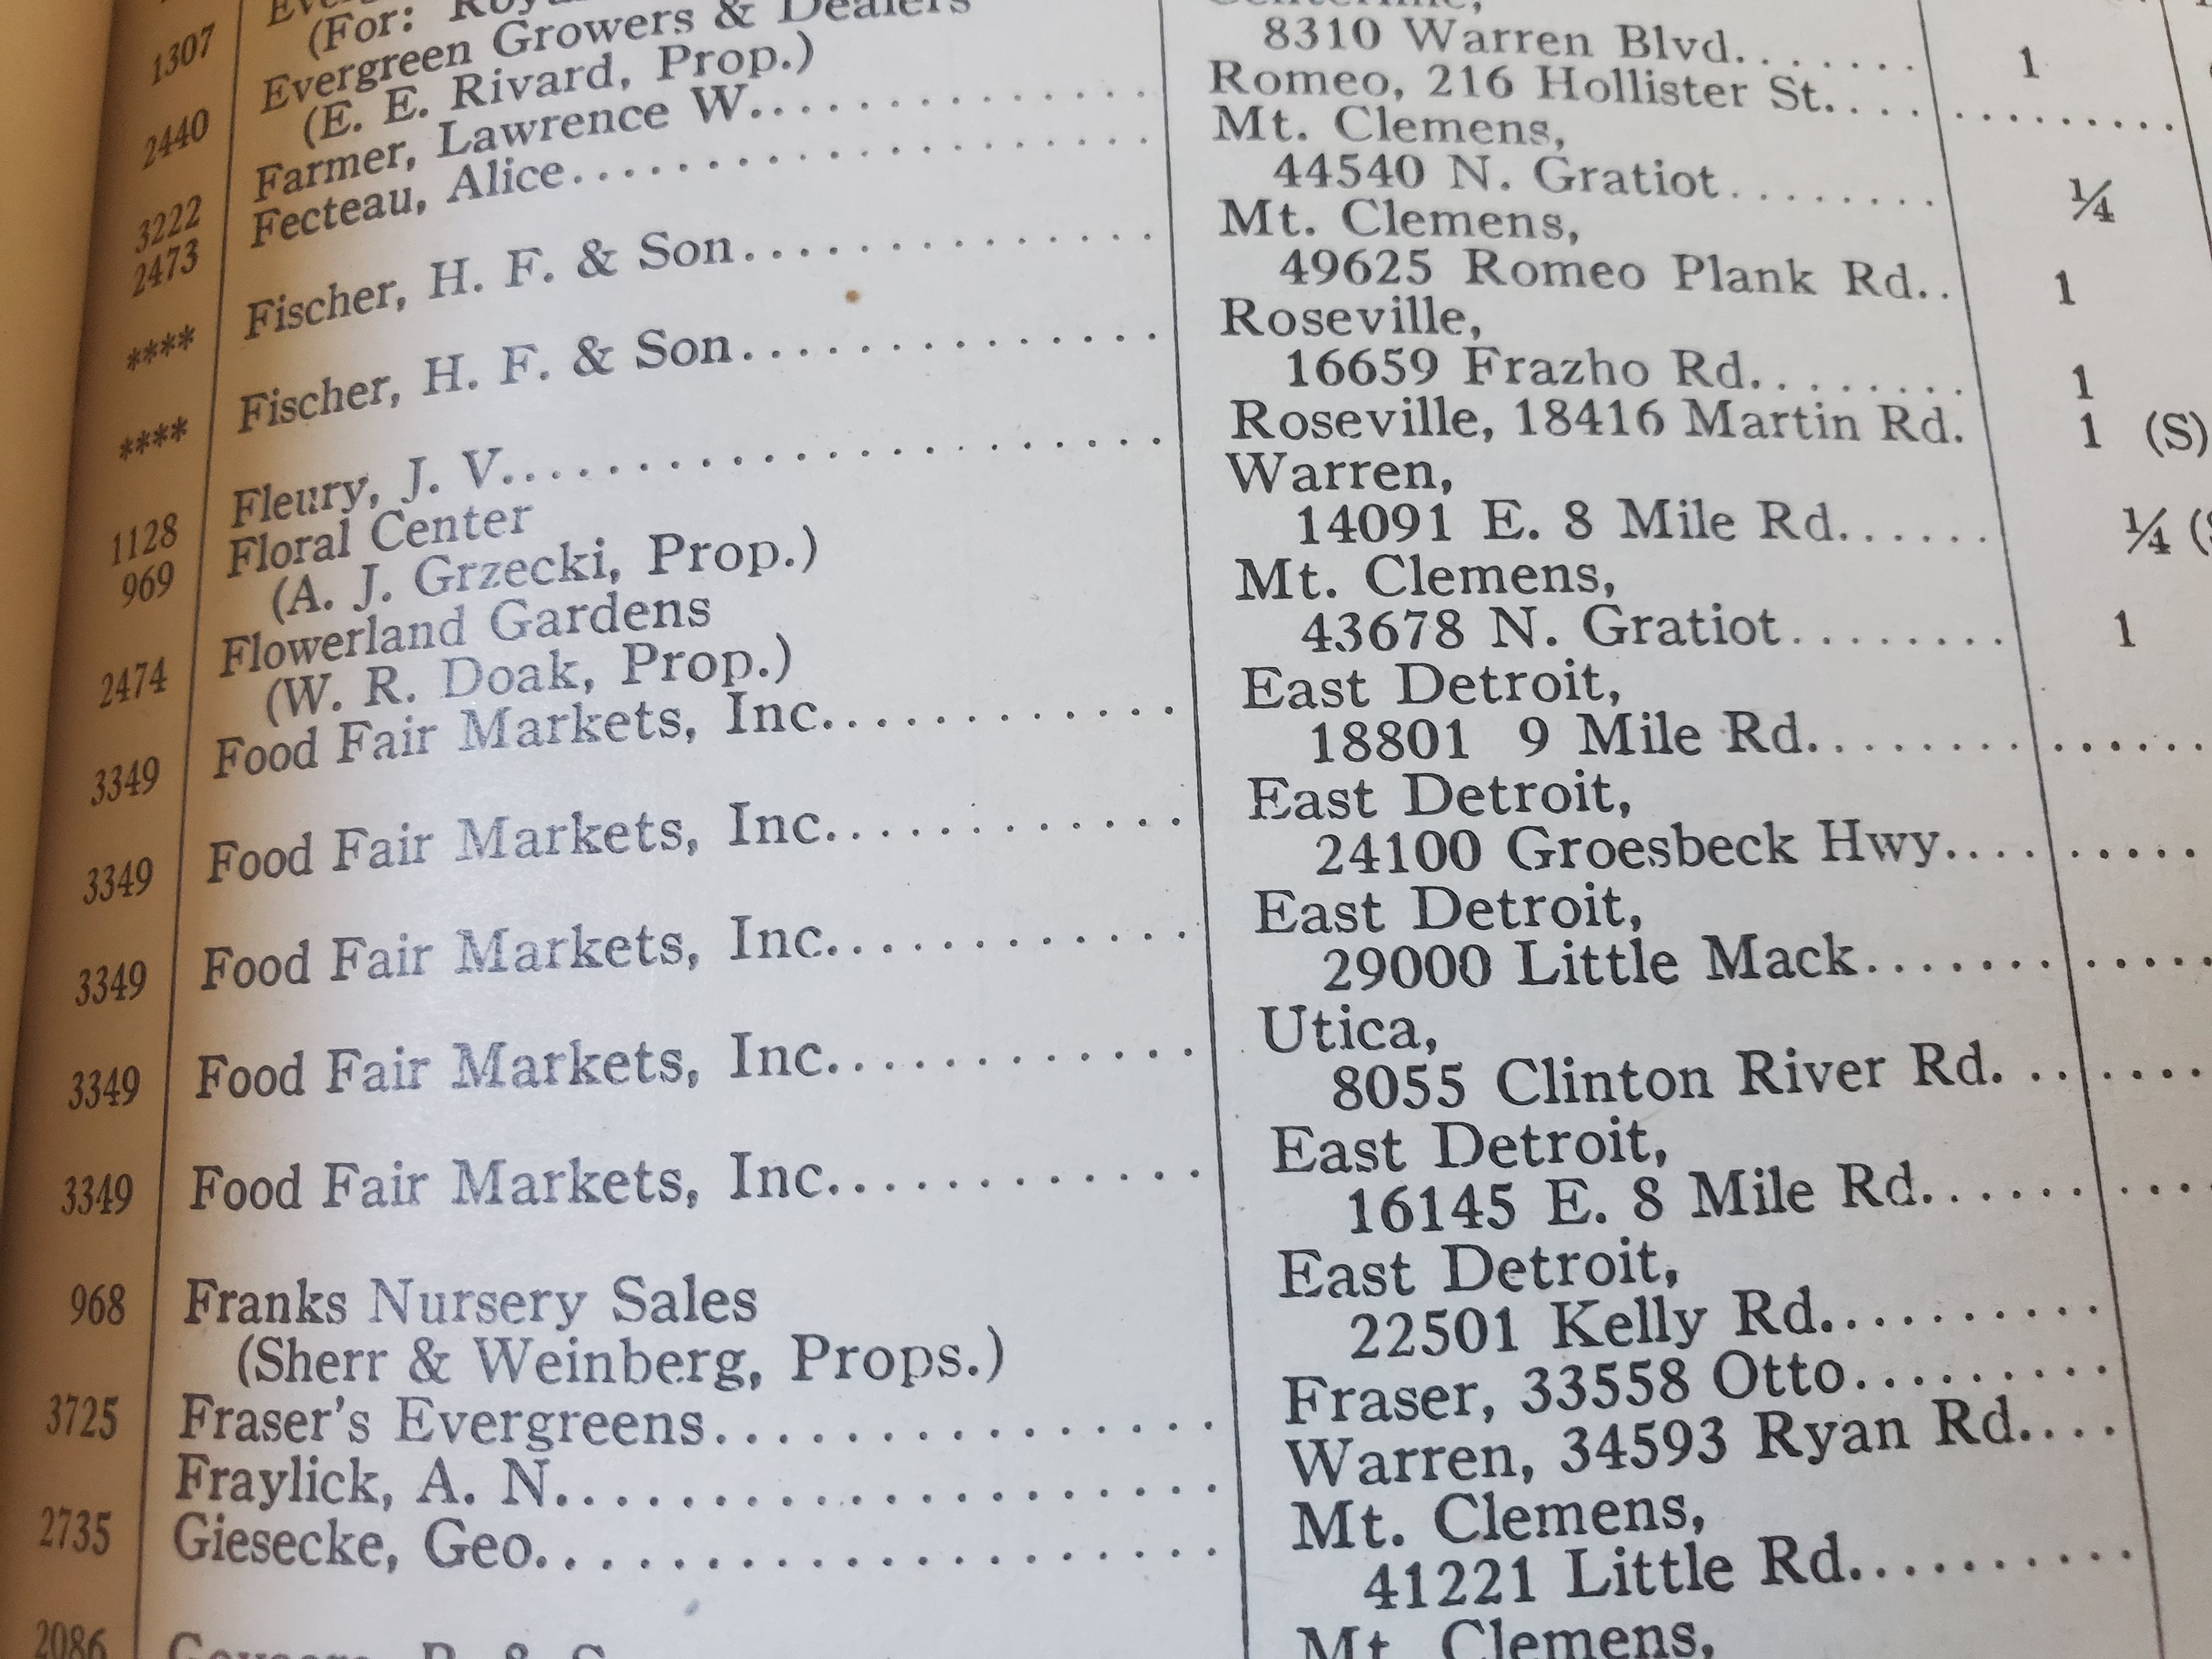 1307
(For:
2440 Evergreen Growers & Dealers
8310 Warren Blvd........ 1
(E. E. Rivard, Prop.)
3222 Farmer, Lawrence W............... Romeo, 216 Hollister St.............
2473 Fecteau, Alice.................... Mt. Clemens,
44540 N. Gratiot......... ¼
**** Fischer, H. F. & Son............... Mt. Clemens,
49625 Romeo Plank Rd.. 1
**** Fischer, H. F. & Son............... Roseville,
16659 Frazho Rd......... 1
1128 Fleury, J. V....................... Roseville, 18416 Martin Rd. 1 (S)
969 Floral Center Warren,
(A. J. Grzecki, Prop.) 14091 E. 8 Mile Rd....... ¼
2474 Flowerland Gardens Mt. Clemens,
(W. R. Doak, Prop.) 43678 N. Gratiot......... 1
3349 Food Fair Markets, Inc............. East Detroit,
18801 9 Mile Rd...............
3349 Food Fair Markets, Inc............. East Detroit,
24100 Groesbeck Hwy.........
3349 Food Fair Markets, Inc............. East Detroit,
29000 Little Mack.............
3349 Food Fair Markets, Inc............. Utica,
8055 Clinton River Rd.......
3349 Food Fair Markets, Inc............. East Detroit,
16145 E. 8 Mile Rd..........
968 Franks Nursery Sales East Detroit,
(Sherr & Weinberg, Props.) 22501 Kelly Rd...........
3725 Fraser's Evergreens................ Fraser, 33558 Otto..........
Fraylick, A. N..................... Warren, 34593 Ryan Rd....
2735 Giesecke, Geo...................... Mt. Clemens,
41221 Little Rd...........
2086
Mt. Clemens,